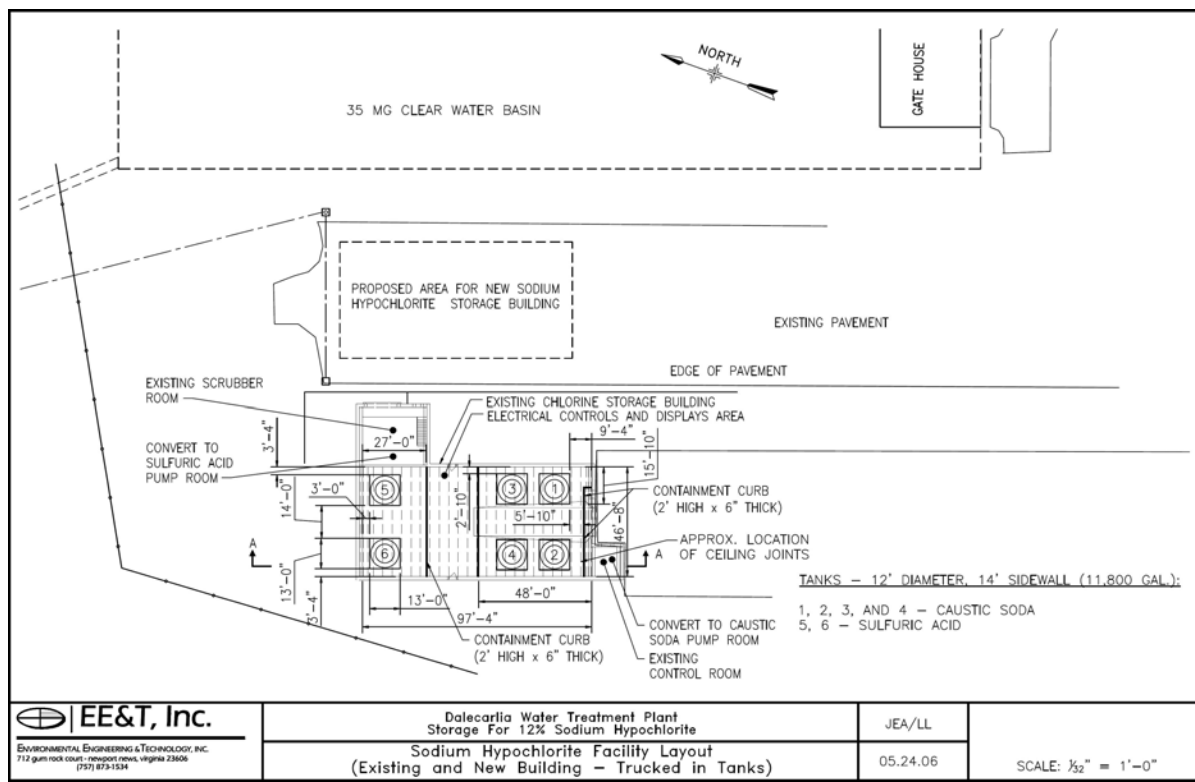 NORTH
GATE HOUSE
35 MG CLEAR WATER BASIN
PROPOSED AREA FOR NEW SODIUM
HYPOCHLORITE STORAGE BUILDING
EXISTING PAVEMENT
EDGE OF PAVEMENT
EXISTING SCRUBBER
ROOM
EXISTING CHLORINE STORAGE BUILDING
ELECTRICAL CONTROLS AND DISPLAYS AREA
CONVERT TO
SULFURIC ACID
PUMP ROOM
3'-4"
27'-0"
9'-4"
15'-10"
CONTAINMENT CURB
(2' HIGH x 6" THICK)
14'-0"
3'-0"
2'-10"
5'-10"
46'-8"
5
3
1
6
4
2
APPROX. LOCATION
OF CEILING JOINTS
A
A
13'-0"
3'-4"
13'-0"
48'-0"
97'-4"
TANKS – 12' DIAMETER, 14' SIDEWALL (11,800 GAL.):
1, 2, 3, AND 4 – CAUSTIC SODA
5, 6 – SULFURIC ACID
CONTAINMENT CURB
(2' HIGH x 6" THICK)
CONVERT TO CAUSTIC
SODA PUMP ROOM
EXISTING
CONTROL ROOM
EE&T, Inc.
ENVIRONMENTAL ENGINEERING & TECHNOLOGY, INC.
712 gum rock court - newport news, virginia 23606
(757) 873-1534
Dalecarlia Water Treatment Plant
Storage For 12% Sodium Hypochlorite
Sodium Hypochlorite Facility Layout
(Existing and New Building – Trucked in Tanks)
JEA/LL
05.24.06
SCALE: 1/32" = 1'-0"